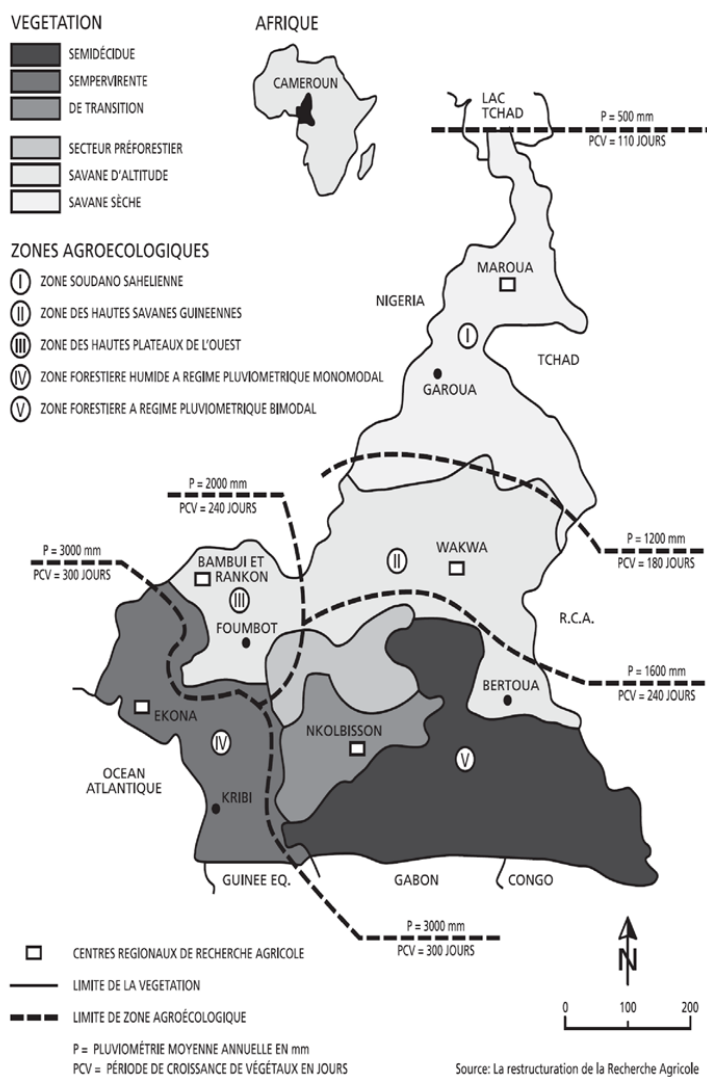 VEGETATION
SEMIDÉCIDUE
SEMPERVIRENTE
DE TRANSITION
SECTEUR PRÉFORESTIER
SAVANE D'ALTITUDE
SAVANE SÈCHE
AFRIQUE
CAMEROUN
ZONES AGROECOLOGIQUES
I ZONE SOUDANO SAHELIENNE
II ZONE DES HAUTES SAVANES GUINEENNES
III ZONE DES HAUTES PLATEAUX DE L'OUEST
IV ZONE FORESTIERE HUMIDE A REGIME PLUVIOMETRIQUE MONOMODAL
V ZONE FORESTIERE A REGIME PLUVIOMETRIQUE BIMODAL
LAC
TCHAD
P = 500 mm
PCV = 110 JOURS
MAROUA
NIGERIA
I
TCHAD
GAROUA
P = 2000 mm
PCV = 240 JOURS
P = 1200 mm
PCV = 180 JOURS
P = 3000 mm
PCV = 300 JOURS
BAMBUI ET
RANKON
III
FOUMBOT
II
WAKWA
R.C.A.
P = 1600 mm
PCV = 240 JOURS
BERTOUA
EKONA
IV
NKOLBISSON
V
OCEAN
ATLANTIQUE
KRIBI
GUINEE EQ.
GABON
CONGO
P = 3000 mm
PCV = 300 JOURS
CENTRES REGIONAUX DE RECHERCHE AGRICOLE
LIMITE DE LA VEGETATION
LIMITE DE ZONE AGROÉCOLOGIQUE
P = PLUVIOMÉTRIE MOYENNE ANNUELLE EN mm
PCV = PÉRIODE DE CROISSANCE DE VÉGÉTAUX EN JOURS
N
0 100 200
Source: La restructuration de la Recherche Agricole